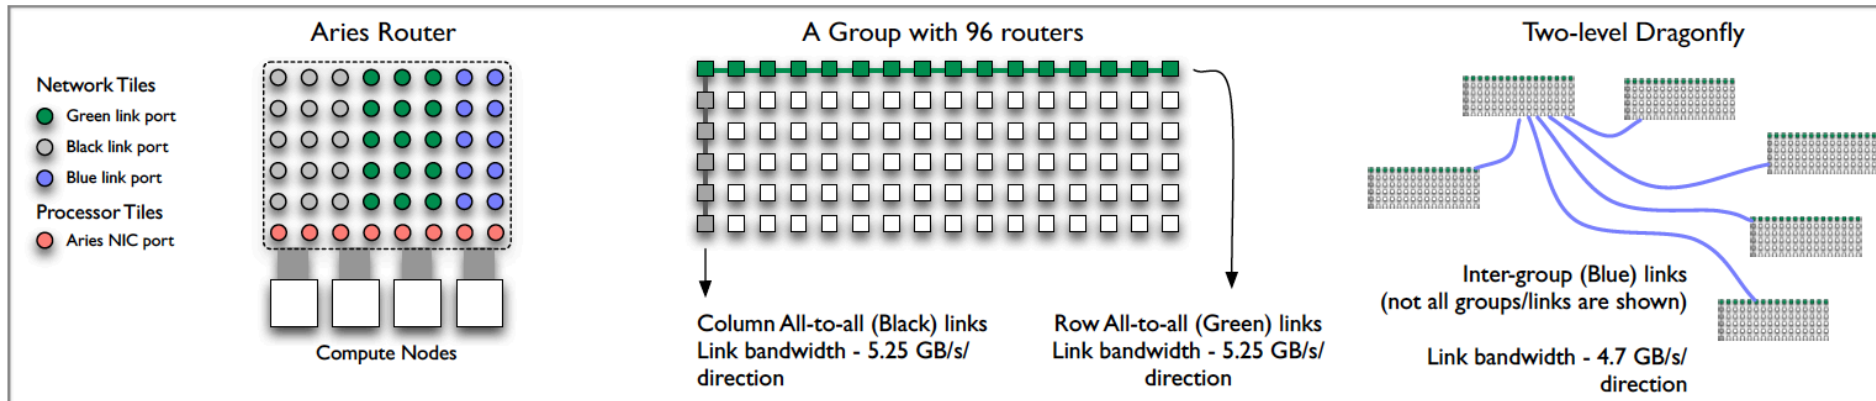 Aries Router
Network Tiles
Green link port
Black link port
Blue link port
Processor Tiles
Aries NIC port
Compute Nodes
A Group with 96 routers
Column All-to-all (Black) links
Link bandwidth - 5.25 GB/s/
direction
Row All-to-all (Green) links
Link bandwidth - 5.25 GB/s/
direction
Two-level Dragonfly
Inter-group (Blue) links
(not all groups/links are shown)
Link bandwidth - 4.7 GB/s/
direction